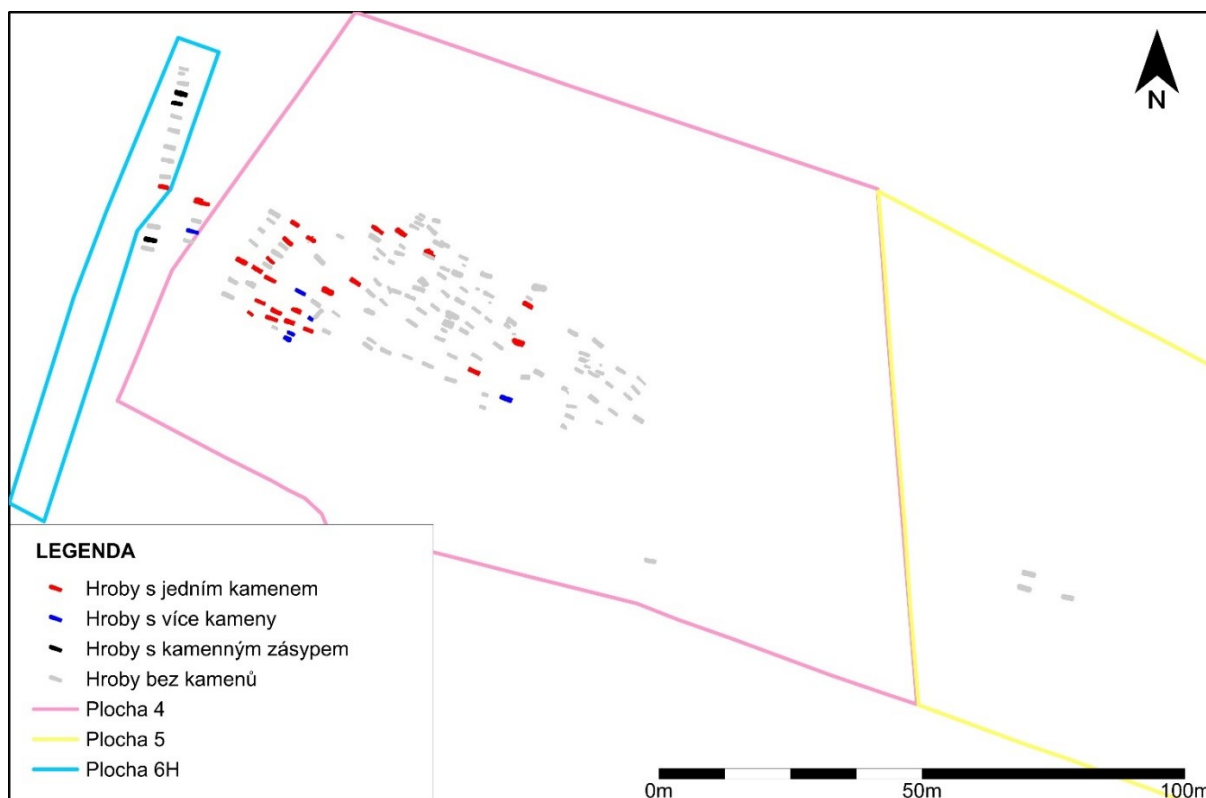 N
LEGENDA
Hroby s jedním kamenem
Hroby s více kameny
Hroby s kamenným zásypem
Hroby bez kamenů
Plocha 4
Plocha 5
Plocha 6H
0m 50m 100m